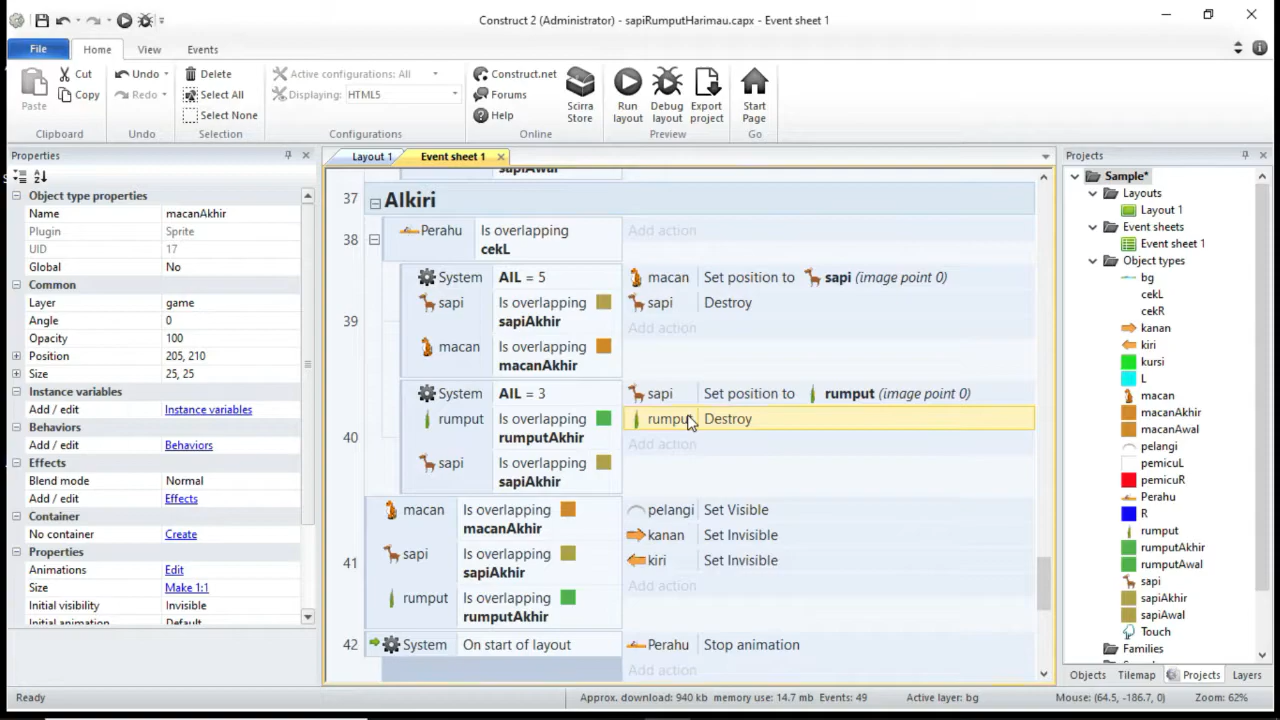 Construct 2 (Administrator) - sapiRumputHarimau.capx - Event sheet 1
File Home View Events
Paste
Cut
Copy
Clipboard
Undo
Redo
Undo
Delete
Select All
Select None
Selection
Active configurations: All
Displaying: HTML5
Configurations
Construct.net
Forums
Help
Scirra
Store
Online
Run
layout
Debug
layout
Export
project
Preview
Start
Page
Go
Properties
Object type properties
Name macanAkhir
Plugin Sprite
UID 17
Global No
Common
Layer game
Angle 0
Opacity 100
Position 205, 210
Size 25, 25
Instance variables
Add / edit Instance variables
Behaviors
Add / edit Behaviors
Effects
Blend mode Normal
Add / edit Effects
Container
No container Create
Properties
Animations Edit
Size Make 1:1
Initial visibility Invisible
Initial animation Default
Layout 1 Event sheet 1
sapiAwal
37 AIkiri
38 Perahu Is overlapping
cekL
Add action
39
System AIL = 5
sapi Is overlapping
sapiAkhir
macan Is overlapping
macanAkhir
macan Set position to sapi (image point 0)
sapi Destroy
Add action
40
System AIL = 3
rumput Is overlapping
rumputAkhir
sapi Is overlapping
sapiAkhir
sapi Set position to rumput (image point 0)
rumput Destroy
Add action
41
macan Is overlapping
macanAkhir
sapi Is overlapping
sapiAkhir
rumput Is overlapping
rumputAkhir
pelangi Set Visible
kanan Set Invisible
kiri Set Invisible
Add action
42 System On start of layout Perahu Stop animation
Add action
Projects
Sample*
Layouts
Layout 1
Event sheets
Event sheet 1
Object types
bg
cekL
cekR
kanan
kiri
kursi
L
macan
macanAkhir
macanAwal
pelangi
pemicuL
pemicuR
Perahu
R
rumput
rumputAkhir
rumputAwal
sapi
sapiAkhir
sapiAwal
Touch
Families
Objects Tilemap Projects Layers
Ready Approx. download: 940 kb memory use: 14.7 mb Events: 49 Active layer: bg Mouse: (64.5, -186.7, 0) Zoom: 62%